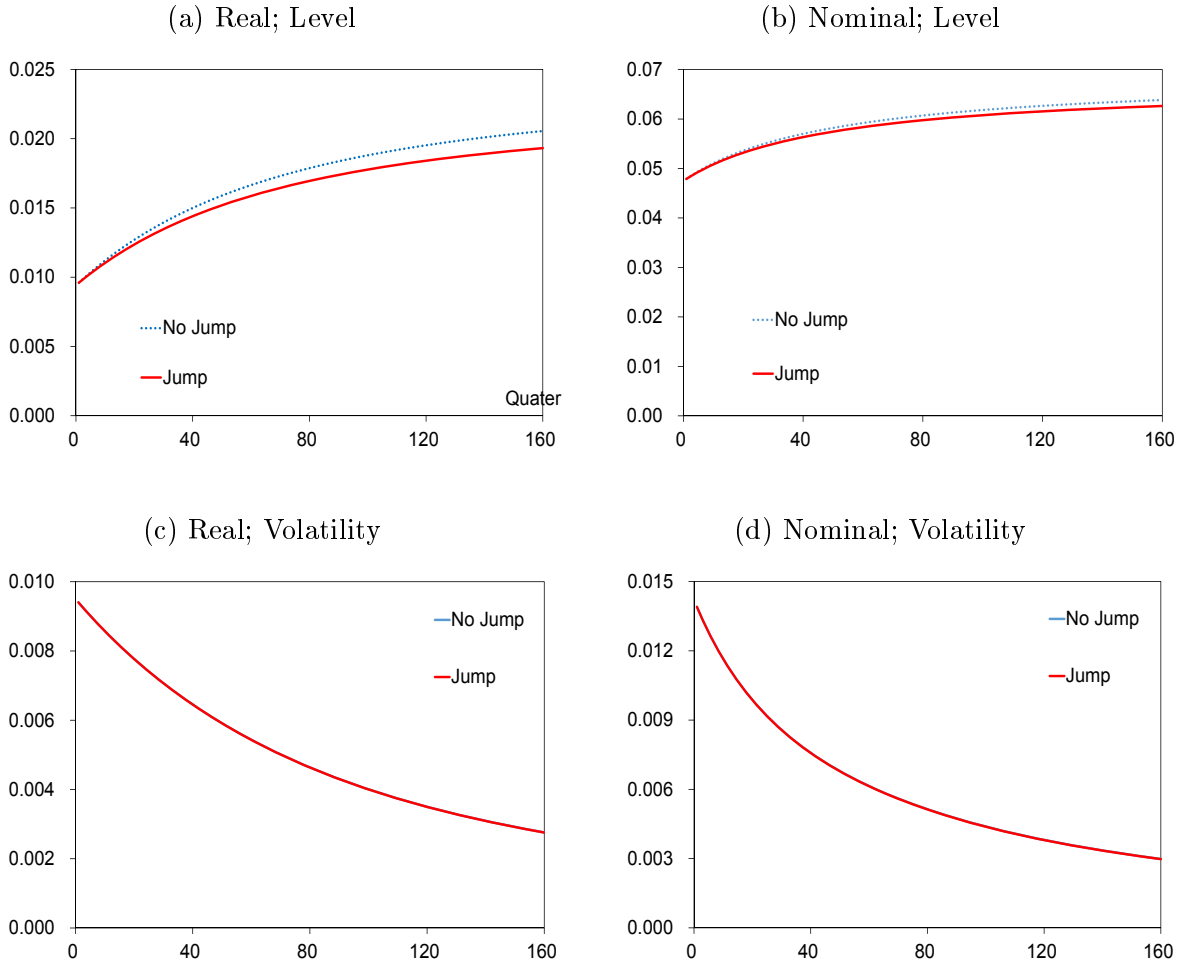 (a) Real; Level
0.025
0.020
0.015
0.010
0.005
0.000
No Jump
Jump
Quater
0 40 80 120 160
(b) Nominal; Level
0.07
0.06
0.05
0.04
0.03
0.02
0.01
0.00
No Jump
Jump
0 40 80 120 160
(c) Real; Volatility
0.010
0.008
0.006
0.004
0.002
0.000
No Jump
Jump
0 40 80 120 160
(d) Nominal; Volatility
0.015
0.012
0.009
0.006
0.003
0.000
No Jump
Jump
0 40 80 120 160